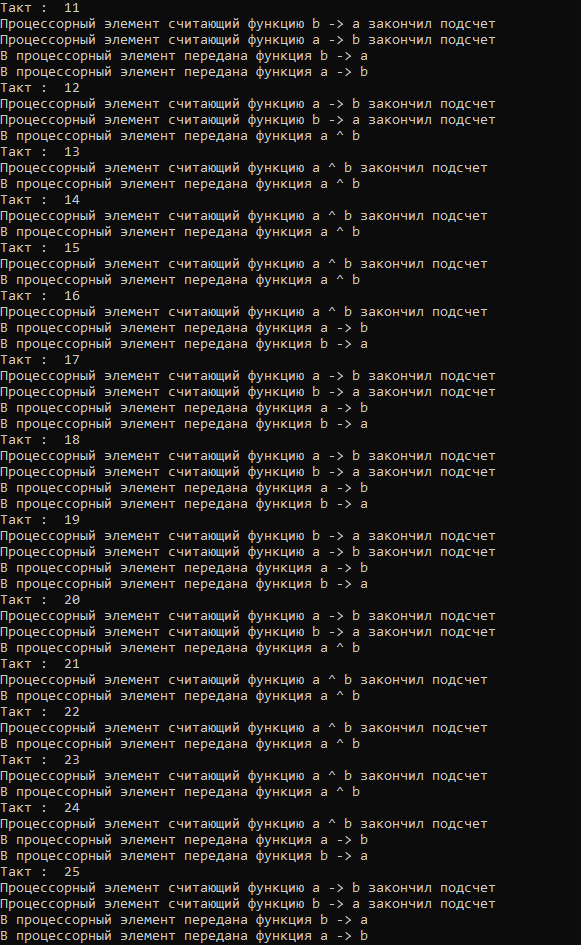 Такт :  11
Процессорный элемент считающий функцию b -> a закончил подсчет
Процессорный элемент считающий функцию a -> b закончил подсчет
В процессорный элемент передана функция b -> a
В процессорный элемент передана функция a -> b
Такт :  12
Процессорный элемент считающий функцию a -> b закончил подсчет
Процессорный элемент считающий функцию b -> a закончил подсчет
В процессорный элемент передана функция a ^ b
Такт :  13
Процессорный элемент считающий функцию a ^ b закончил подсчет
В процессорный элемент передана функция a ^ b
Такт :  14
Процессорный элемент считающий функцию a ^ b закончил подсчет
В процессорный элемент передана функция a ^ b
Такт :  15
Процессорный элемент считающий функцию a ^ b закончил подсчет
В процессорный элемент передана функция a ^ b
Такт :  16
Процессорный элемент считающий функцию a ^ b закончил подсчет
В процессорный элемент передана функция a -> b
В процессорный элемент передана функция b -> a
Такт :  17
Процессорный элемент считающий функцию a -> b закончил подсчет
Процессорный элемент считающий функцию b -> a закончил подсчет
В процессорный элемент передана функция a -> b
В процессорный элемент передана функция b -> a
Такт :  18
Процессорный элемент считающий функцию a -> b закончил подсчет
Процессорный элемент считающий функцию b -> a закончил подсчет
В процессорный элемент передана функция a -> b
В процессорный элемент передана функция b -> a
Такт :  19
Процессорный элемент считающий функцию b -> a закончил подсчет
Процессорный элемент считающий функцию a -> b закончил подсчет
В процессорный элемент передана функция a -> b
В процессорный элемент передана функция b -> a
Такт :  20
Процессорный элемент считающий функцию a -> b закончил подсчет
Процессорный элемент считающий функцию b -> a закончил подсчет
В процессорный элемент передана функция a ^ b
Такт :  21
Процессорный элемент считающий функцию a ^ b закончил подсчет
В процессорный элемент передана функция a ^ b
Такт :  22
Процессорный элемент считающий функцию a ^ b закончил подсчет
В процессорный элемент передана функция a ^ b
Такт :  23
Процессорный элемент считающий функцию a ^ b закончил подсчет
В процессорный элемент передана функция a ^ b
Такт :  24
Процессорный элемент считающий функцию a ^ b закончил подсчет
В процессорный элемент передана функция a -> b
В процессорный элемент передана функция b -> a
Такт :  25
Процессорный элемент считающий функцию a -> b закончил подсчет
Процессорный элемент считающий функцию b -> a закончил подсчет
В процессорный элемент передана функция b -> a
В процессорный элемент передана функция a -> b